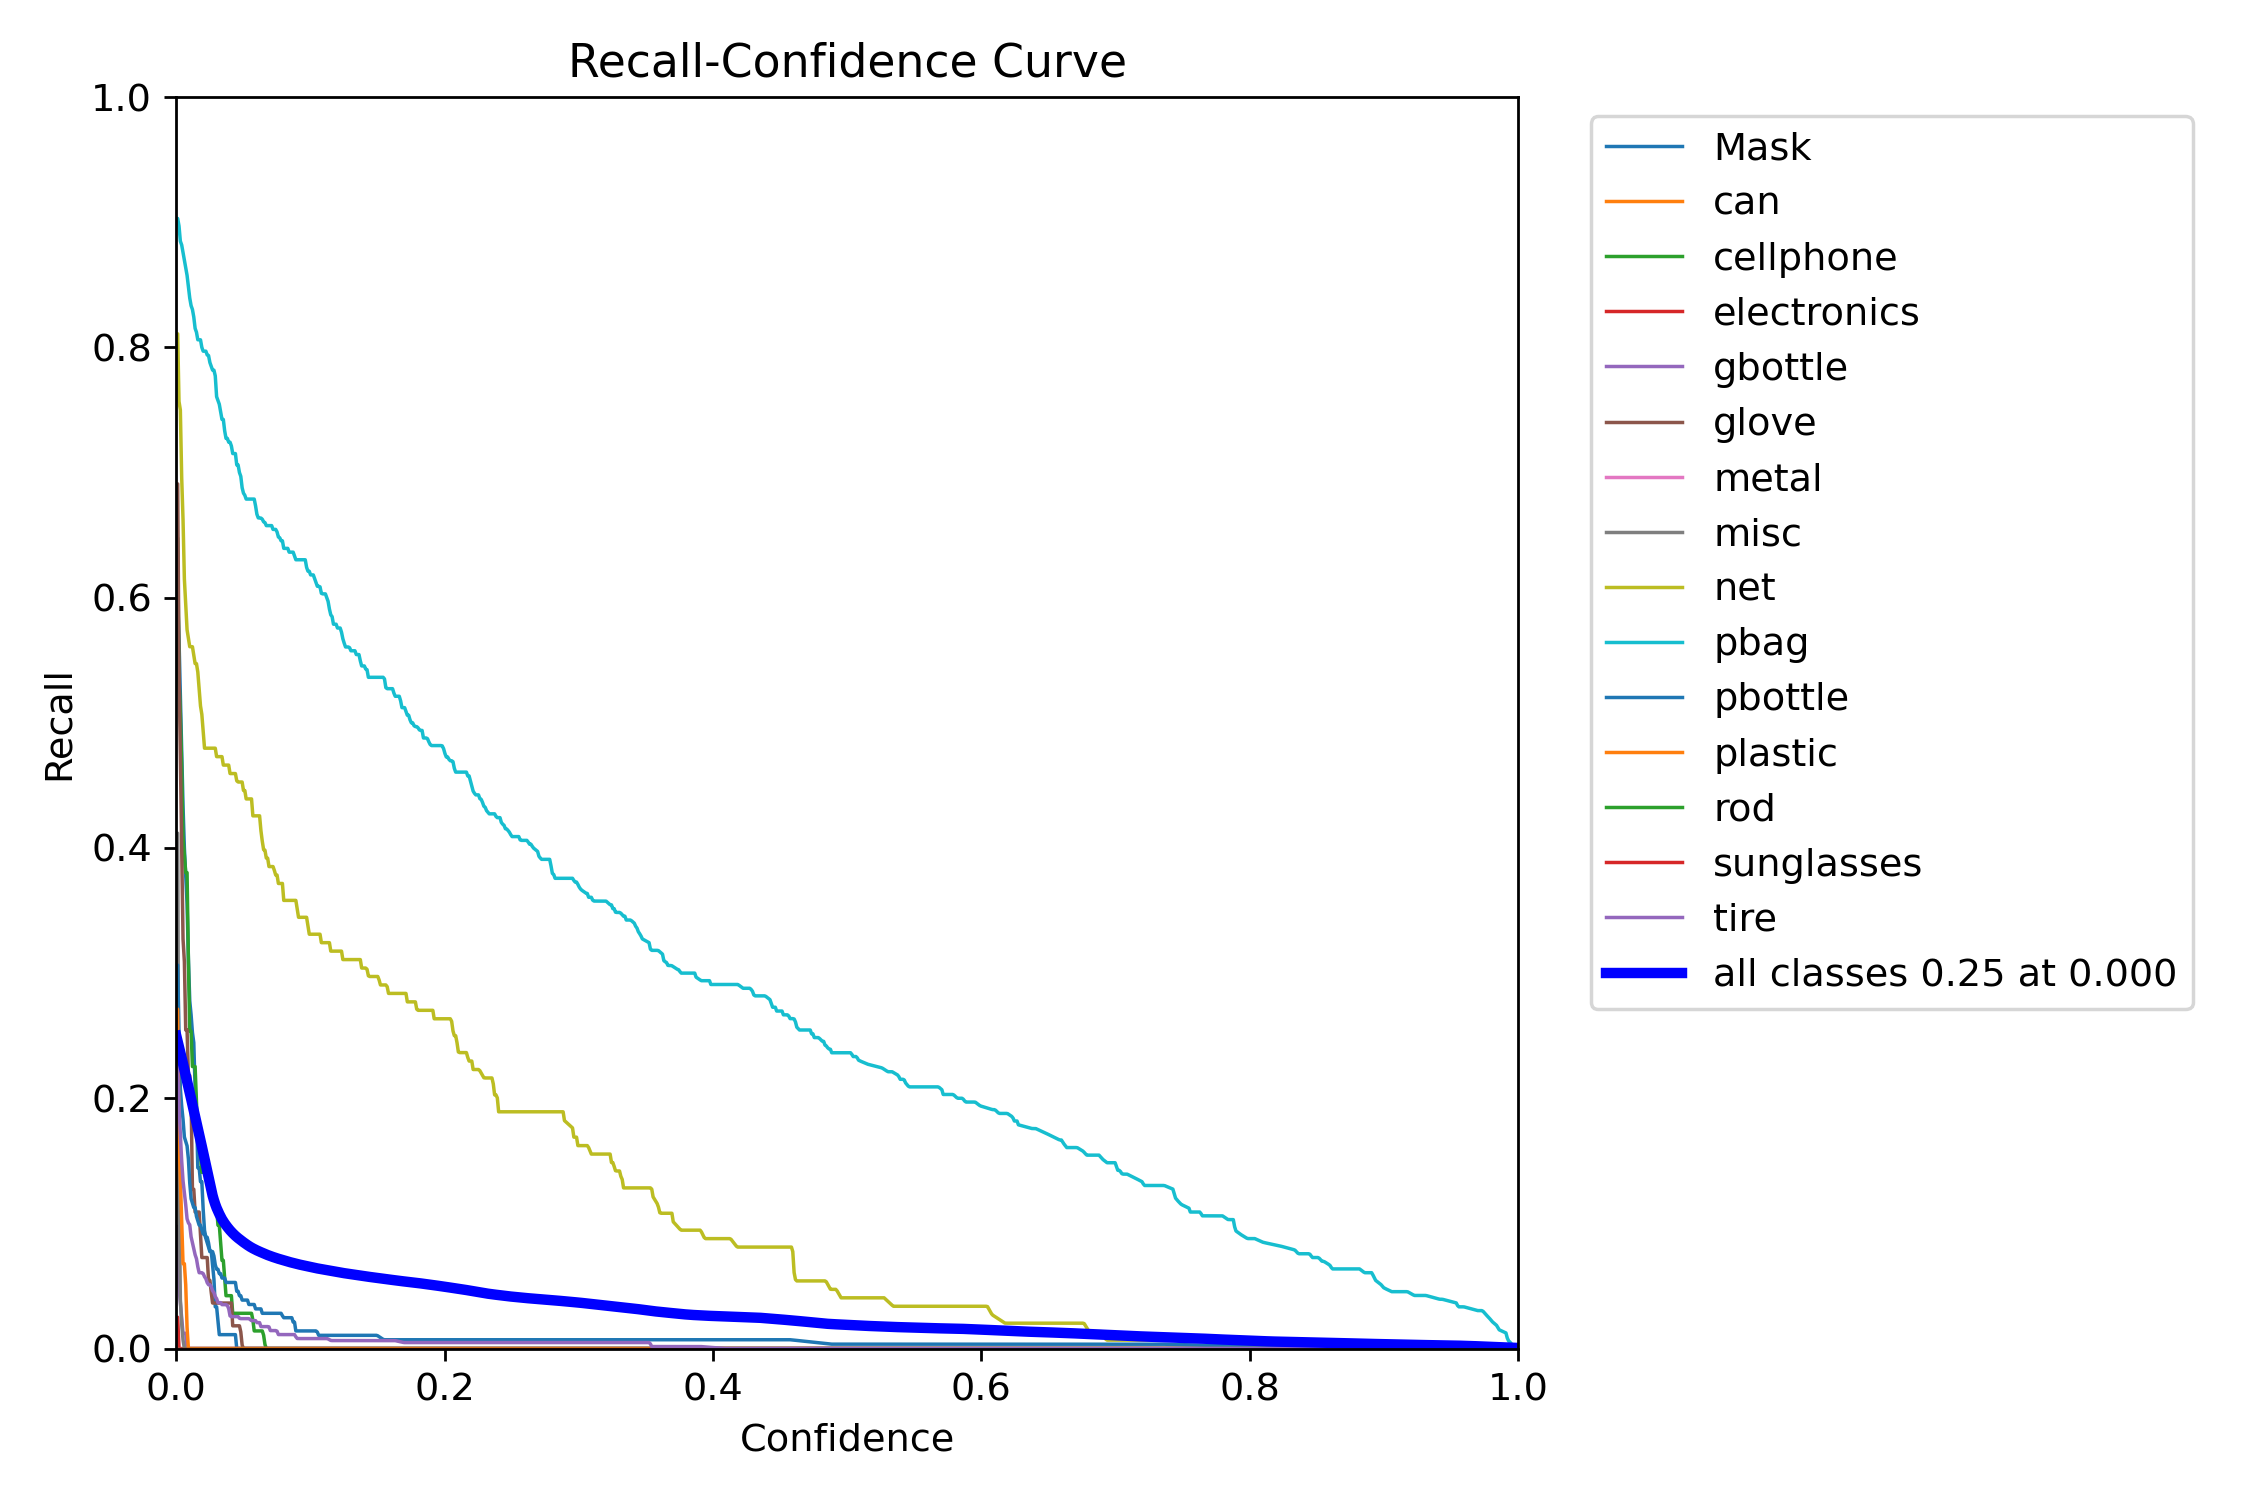 Recall-Confidence Curve
1.0
0.8
0.6
0.4
0.2
0.0
Recall
0.0 0.2 0.4 0.6 0.8 1.0
Confidence
Mask
can
cellphone
electronics
gbottle
glove
metal
misc
net
pbag
pbottle
plastic
rod
sunglasses
tire
all classes 0.25 at 0.000